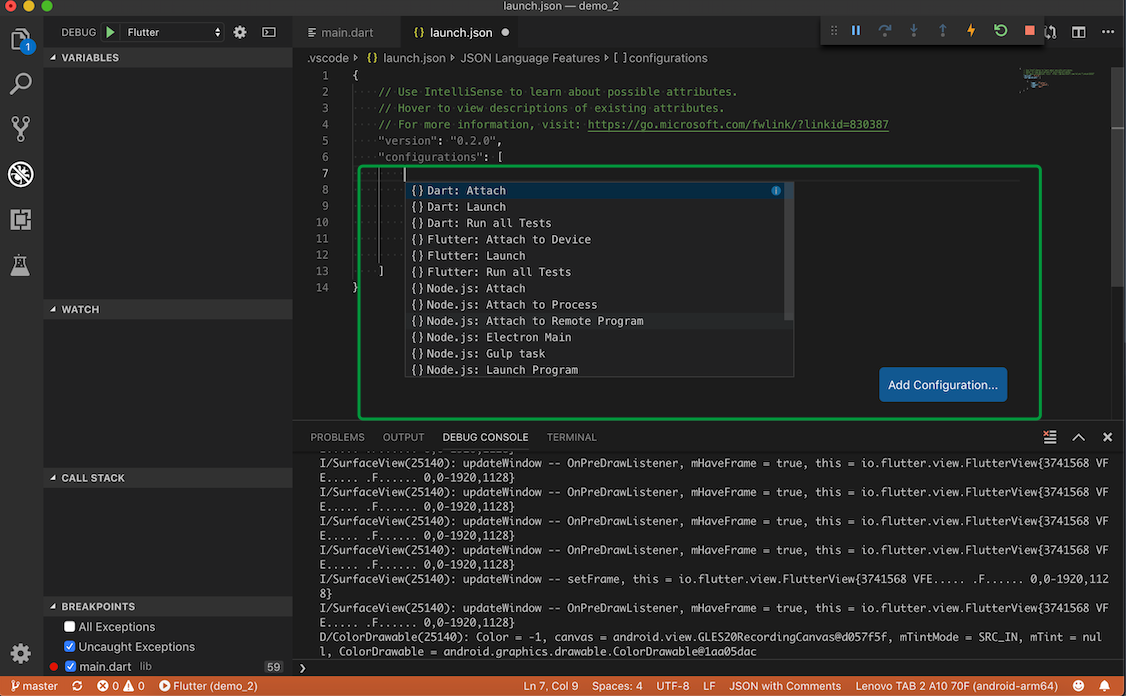 launch.json — demo_2
1
DEBUG
Flutter
VARIABLES
WATCH
CALL STACK
BREAKPOINTS
All Exceptions
Uncaught Exceptions
main.dart lib 59
main.dart
{} launch.json
.vscode {} launch.json JSON Language Features [ ] configurations
1 {
2 // Use IntelliSense to learn about possible attributes.
3 // Hover to view descriptions of existing attributes.
4 // For more information, visit: https://go.microsoft.com/fwlink/?linkid=830387
5 "version": "0.2.0",
6 "configurations": [
7
8 {} Dart: Attach
9 {} Dart: Launch
10 {} Dart: Run all Tests
11 {} Flutter: Attach to Device
12 {} Flutter: Launch
13 ] {} Flutter: Run all Tests
14 } {} Node.js: Attach
{} Node.js: Attach to Process
{} Node.js: Attach to Remote Program
{} Node.js: Electron Main
{} Node.js: Gulp task
{} Node.js: Launch Program
Add Configuration...
PROBLEMS OUTPUT DEBUG CONSOLE TERMINAL
I/SurfaceView(25140): updateWindow -- OnPreDrawListener, mHaveFrame = true, this = io.flutter.view.FlutterView{3741568 VF
E..... .F...... 0,0-1920,1128}
I/SurfaceView(25140): updateWindow -- OnPreDrawListener, mHaveFrame = true, this = io.flutter.view.FlutterView{3741568 VF
E..... .F...... 0,0-1920,1128}
I/SurfaceView(25140): updateWindow -- OnPreDrawListener, mHaveFrame = true, this = io.flutter.view.FlutterView{3741568 VF
E..... .F...... 0,0-1920,1128}
I/SurfaceView(25140): updateWindow -- OnPreDrawListener, mHaveFrame = true, this = io.flutter.view.FlutterView{3741568 VF
E..... .F...... 0,0-1920,1128}
I/SurfaceView(25140): updateWindow -- setFrame, this = io.flutter.view.FlutterView{3741568 VFE..... .F...... 0,0-1920,112
8}
I/SurfaceView(25140): updateWindow -- OnPreDrawListener, mHaveFrame = true, this = io.flutter.view.FlutterView{3741568 VF
E..... .F...... 0,0-1920,1128}
D/ColorDrawable(25140): Color = -1, canvas = android.view.GLES20RecordingCanvas@d057f5f, mTintMode = SRC_IN, mTint = nul
l, ColorDrawable = android.graphics.drawable.ColorDrawable@1aa05dac
master 0 0 Flutter (demo_2) Ln 7, Col 9 Spaces: 4 UTF-8 LF JSON with Comments Lenovo TAB 2 A10 70F (android-arm64)